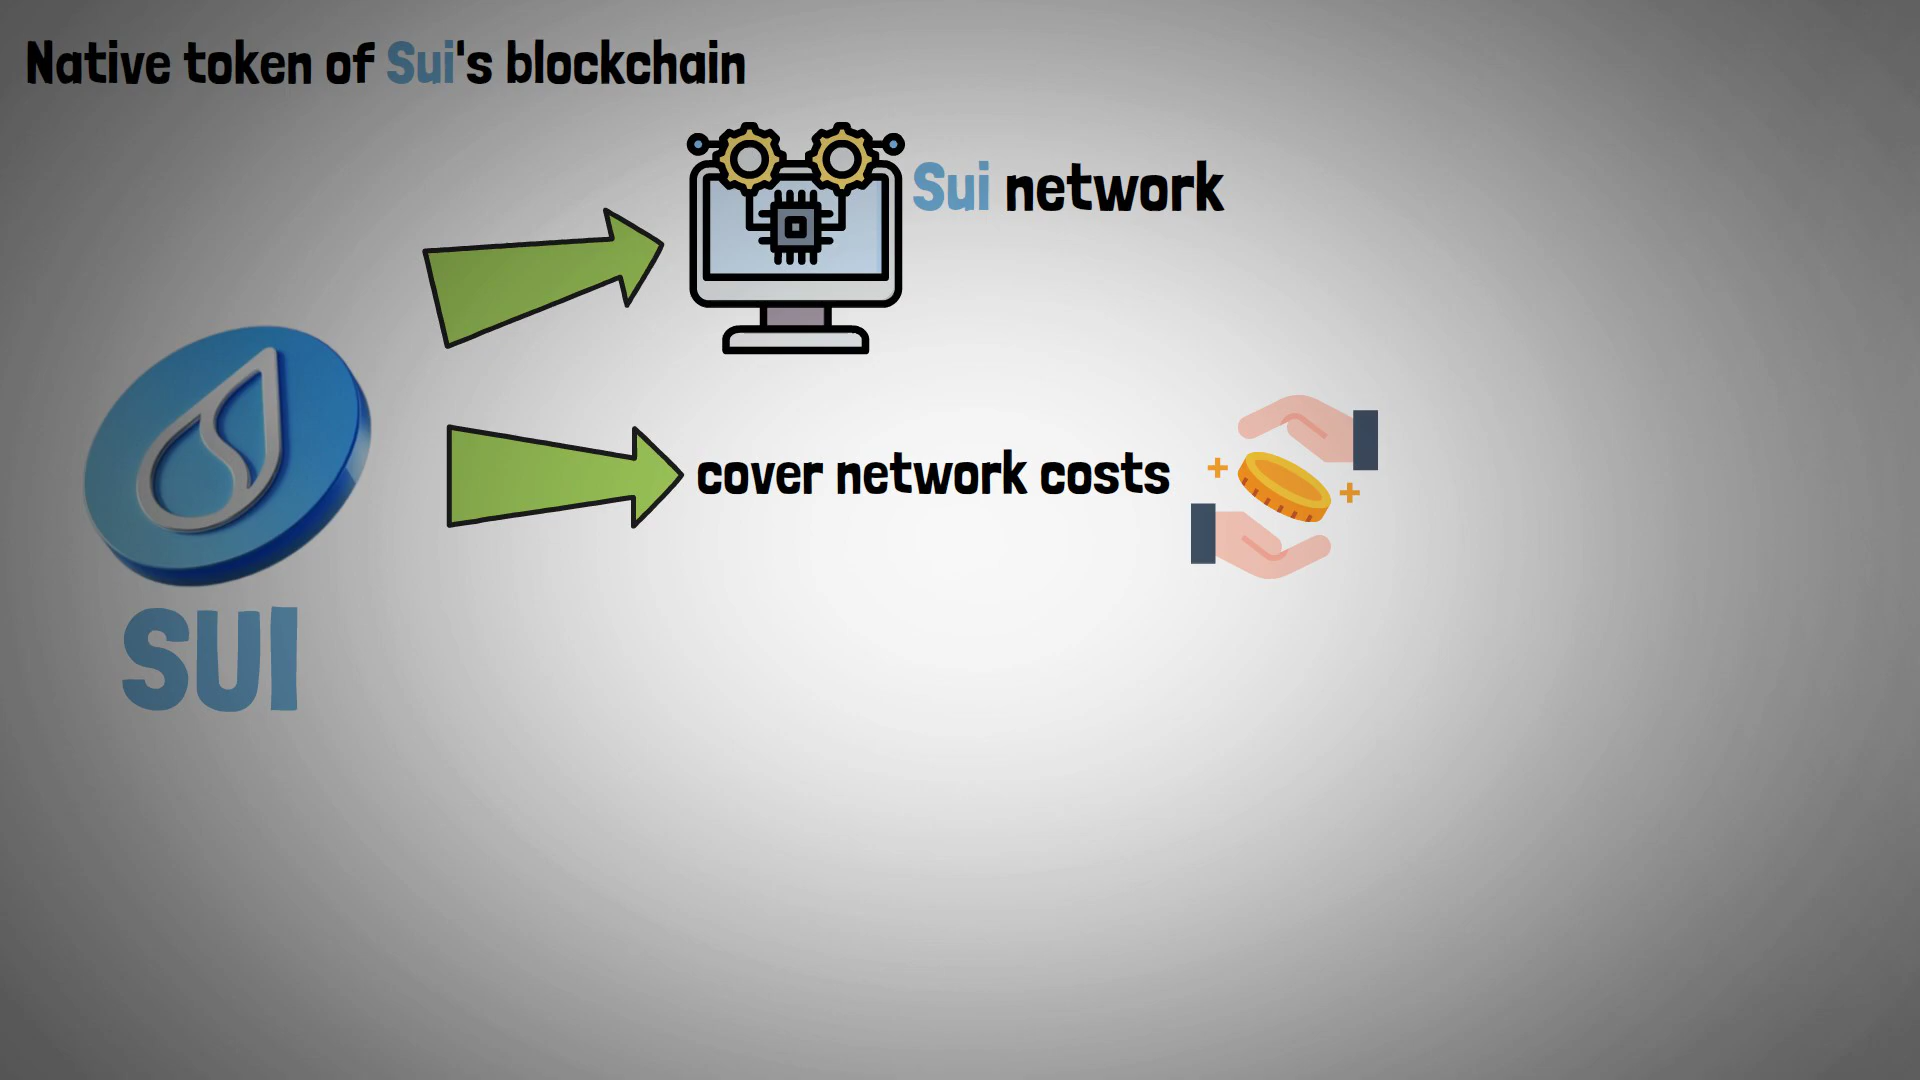 Native token of Sui's blockchain
Sui network
cover network costs
SUI